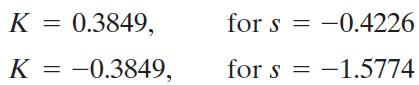 K = 0.3849, for s = −0.4226
K = −0.3849, for s = −1.5774